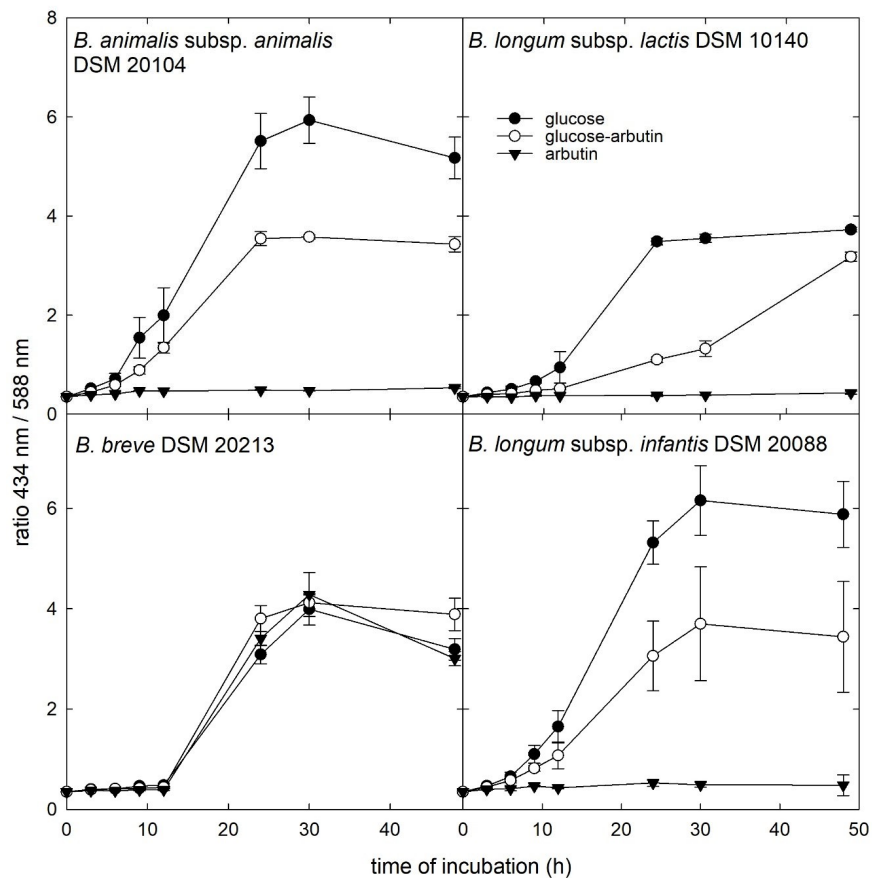 B. animalis subsp. animalis
DSM 20104
B. longum subsp. lactis DSM 10140
glucose
glucose-arbutin
arbutin
B. breve DSM 20213
B. longum subsp. infantis DSM 20088
ratio 434 nm / 588 nm
8
6
4
2
0
6
4
2
0
0
10
20
30
0
10
20
30
40
50
time of incubation (h)